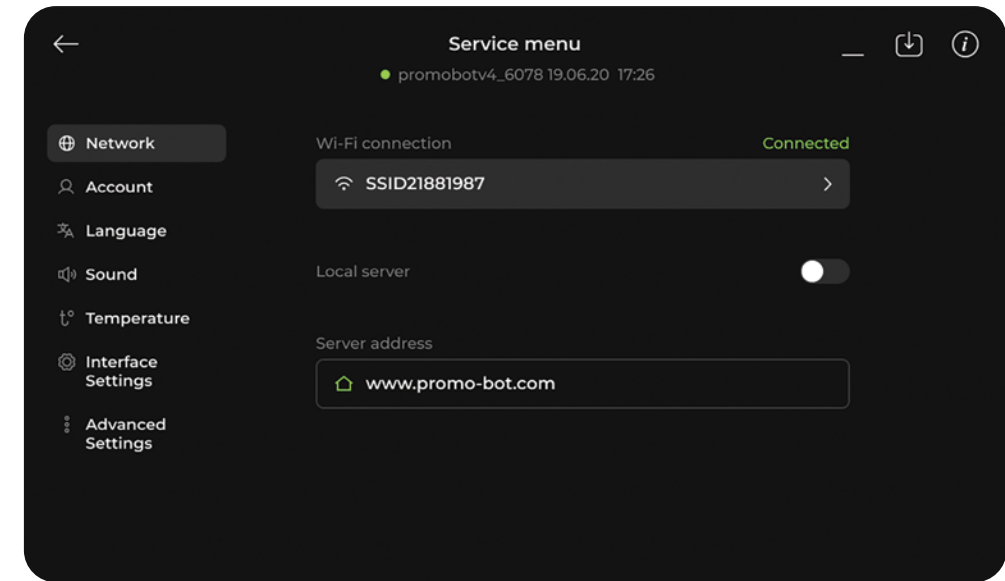 Service menu
promobotv4_6078 19.06.20 17:26
Network
Account
Language
Sound
Temperature
Interface
Settings
Advanced
Settings
Wi-Fi connection
Connected
SSID21881987
Local server
Server address
www.promo-bot.com